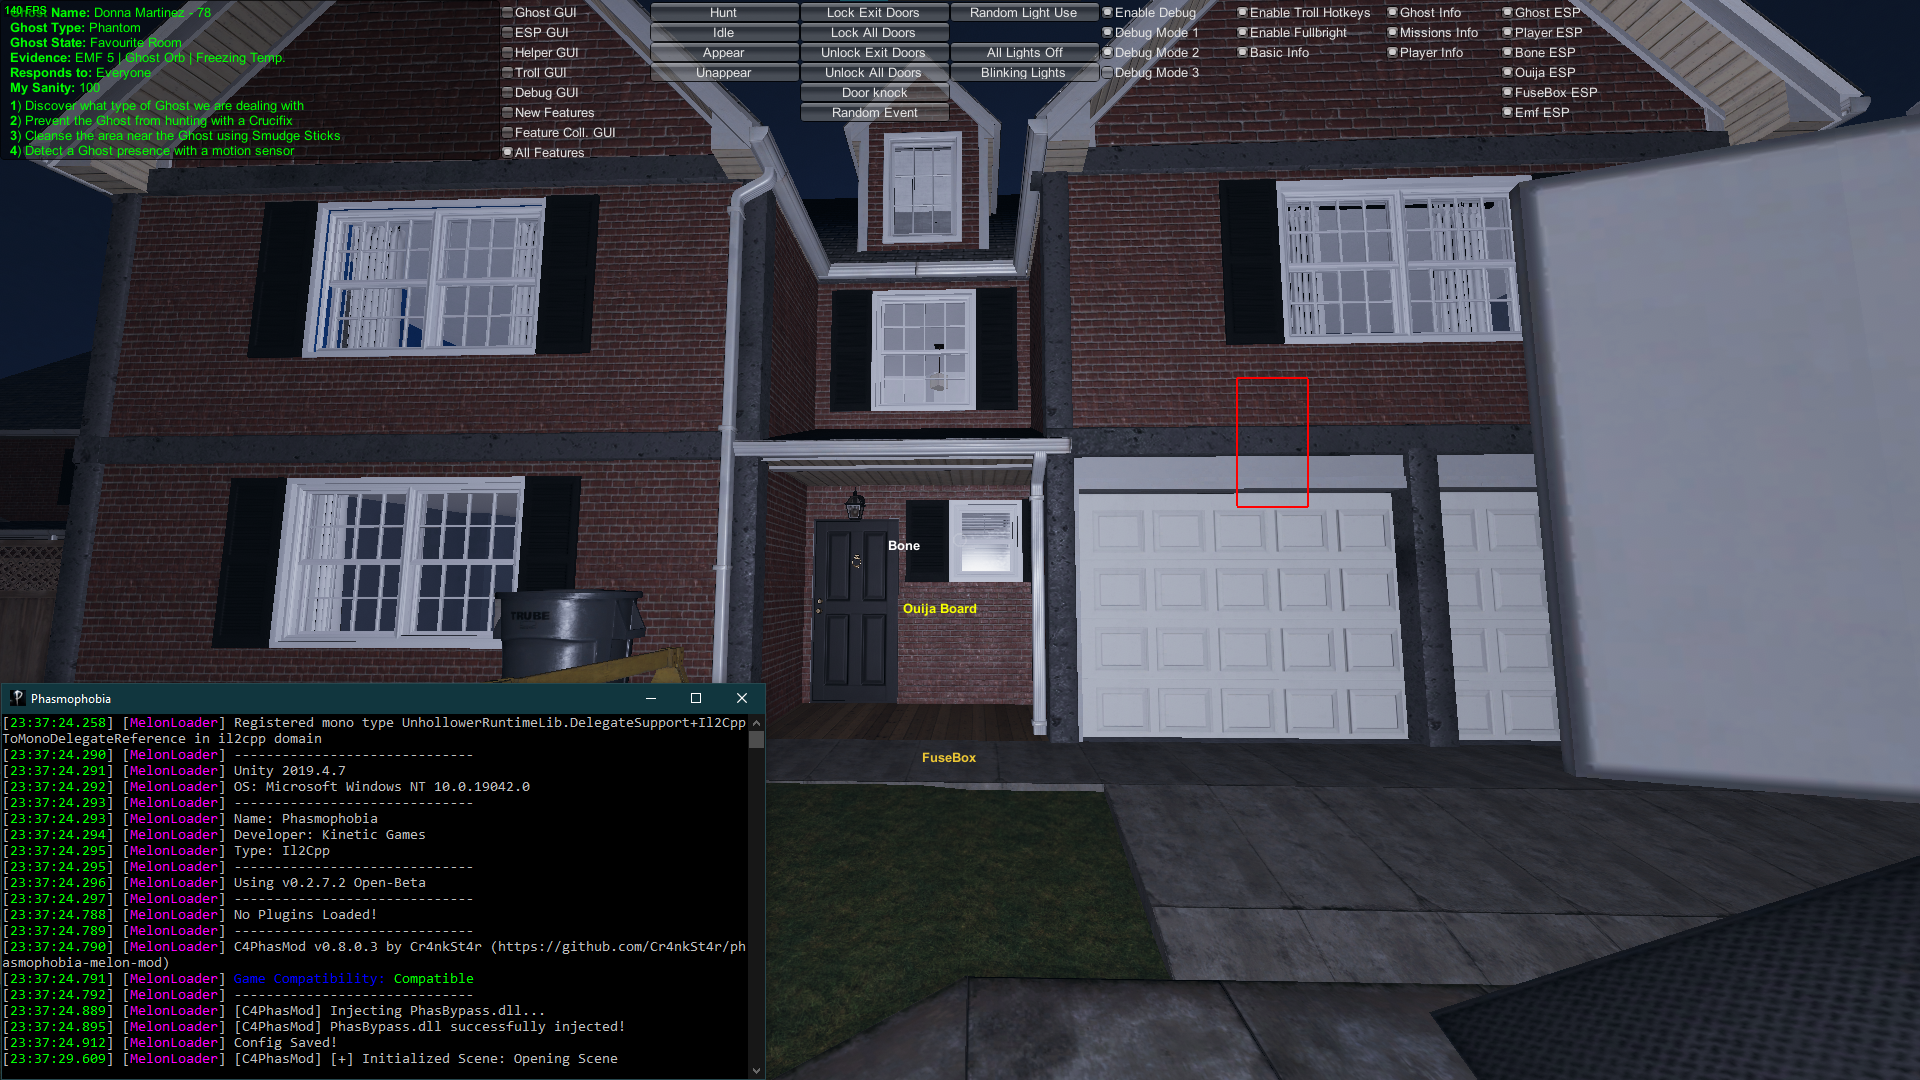 140 FPS
Ghost Name: Donna Martinez - 78
Ghost Type: Phantom
Ghost State: Favourite Room
Evidence: EMF 5 | Ghost Orb | Freezing Temp.
Responds to: Everyone
My Sanity: 100
1) Discover what type of Ghost we are dealing with
2) Prevent the Ghost from hunting with a Crucifix
3) Cleanse the area near the Ghost using Smudge Sticks
4) Detect a Ghost presence with a motion sensor
Ghost GUI
ESP GUI
Helper GUI
Troll GUI
Debug GUI
New Features
Feature Coll. GUI
All Features
Hunt
Idle
Appear
Unappear
Lock Exit Doors
Lock All Doors
Unlock Exit Doors
Unlock All Doors
Door knock
Random Event
Random Light Use
All Lights Off
Blinking Lights
Enable Debug
Debug Mode 1
Debug Mode 2
Debug Mode 3
Enable Troll Hotkeys
Enable Fullbright
Basic Info
Ghost Info
Missions Info
Player Info
Ghost ESP
Player ESP
Bone ESP
Ouija ESP
FuseBox ESP
Emf ESP
Bone
Ouija Board
TRUBE
FuseBox
Phasmophobia
[23:37:24.258] [MelonLoader] Registered mono type UnhollowerRuntimeLib.DelegateSupport+Il2Cpp
ToMonoDelegateReference in il2cpp domain
[23:37:24.290] [MelonLoader] ------------------------------
[23:37:24.291] [MelonLoader] Unity 2019.4.7
[23:37:24.292] [MelonLoader] OS: Microsoft Windows NT 10.0.19042.0
[23:37:24.293] [MelonLoader] ------------------------------
[23:37:24.293] [MelonLoader] Name: Phasmophobia
[23:37:24.294] [MelonLoader] Developer: Kinetic Games
[23:37:24.295] [MelonLoader] Type: Il2Cpp
[23:37:24.295] [MelonLoader] ------------------------------
[23:37:24.296] [MelonLoader] Using v0.2.7.2 Open-Beta
[23:37:24.297] [MelonLoader] ------------------------------
[23:37:24.788] [MelonLoader] No Plugins Loaded!
[23:37:24.789] [MelonLoader] ------------------------------
[23:37:24.790] [MelonLoader] C4PhasMod v0.8.0.3 by Cr4nkSt4r (https://github.com/Cr4nkSt4r/ph
asmophobia-melon-mod)
[23:37:24.791] [MelonLoader] Game Compatibility: Compatible
[23:37:24.792] [MelonLoader] ------------------------------
[23:37:24.889] [MelonLoader] [C4PhasMod] Injecting PhasBypass.dll...
[23:37:24.895] [MelonLoader] [C4PhasMod] PhasBypass.dll successfully injected!
[23:37:24.912] [MelonLoader] Config Saved!
[23:37:29.609] [MelonLoader] [C4PhasMod] [+] Initialized Scene: Opening Scene